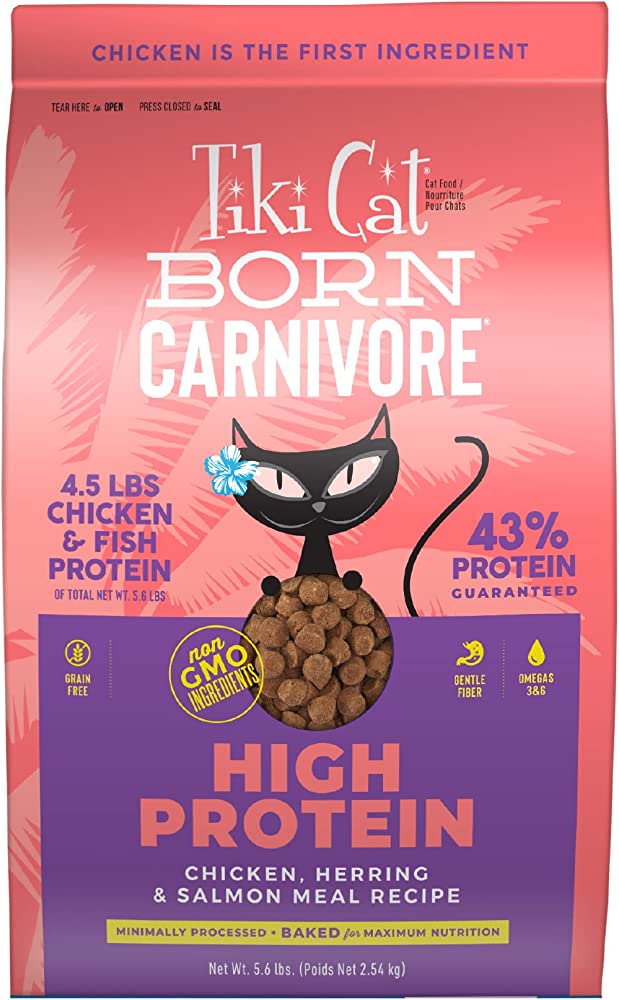 CHICKEN IS THE FIRST INGREDIENT
TEAR HERE to OPEN PRESS CLOSED to SEAL
Tiki Cat®
Cat Food /
Nourriture
Pour Chats
BORN
CARNIVORE®
4.5 LBS
CHICKEN
& FISH
PROTEIN
OF TOTAL NET WT. 5.6 LBS
43%
PROTEIN
GUARANTEED
GRAIN
FREE
non
GMO
INGREDIENTS
GENTLE
FIBER
OMEGAS
3&6
HIGH
PROTEIN
CHICKEN, HERRING
& SALMON MEAL RECIPE
MINIMALLY PROCESSED • BAKED for MAXIMUM NUTRITION
Net Wt. 5.6 lbs. (Poids Net 2.54 kg)